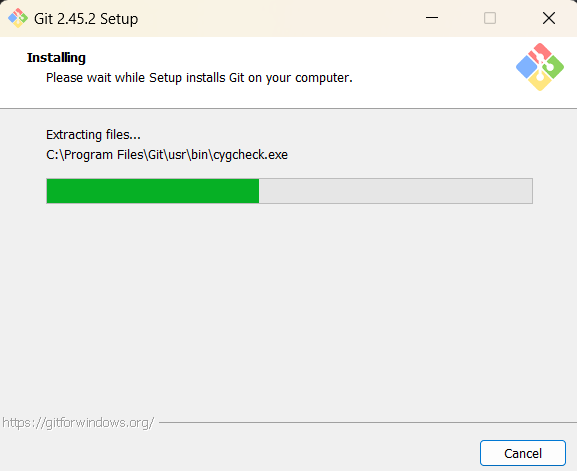 Git 2.45.2 Setup
Installing
Please wait while Setup installs Git on your computer.
Extracting files...
C:\Program Files\Git\usr\bin\cygcheck.exe
https://gitforwindows.org/
Cancel